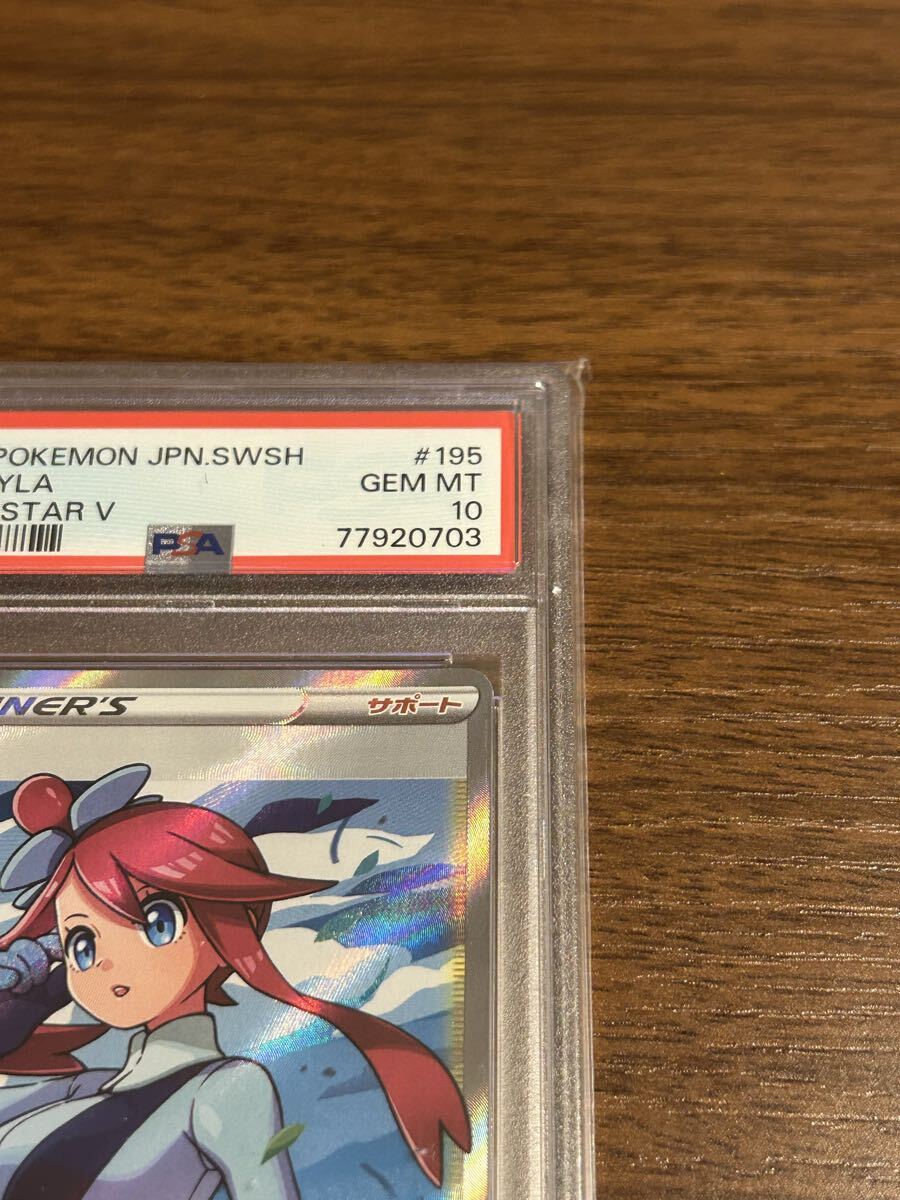 POKEMON JPN.SWSH #195
YLA GEM MT
STAR V 10
PSA 77920703
NER'S サポート